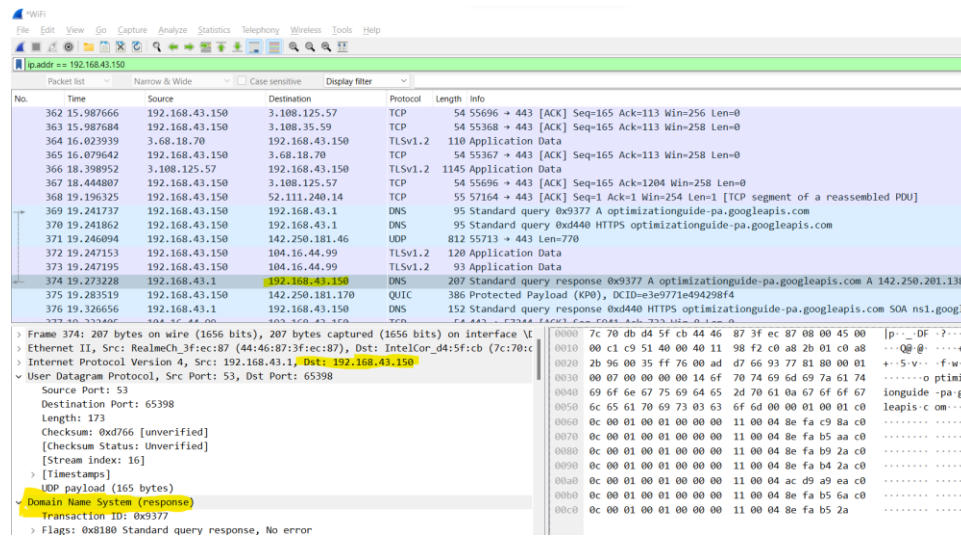 *WiFi
File Edit View Go Capture Analyze Statistics Telephony Wireless Tools Help
ip.addr == 192.168.43.150
Packet list Narrow & Wide Case sensitive Display filter
No. Time Source Destination Protocol Length Info
362 15.987666 192.168.43.150 3.108.125.57 TCP 54 55696 → 443 [ACK] Seq=165 Ack=113 Win=256 Len=0
363 15.987684 192.168.43.150 3.108.35.59 TCP 54 55368 → 443 [ACK] Seq=165 Ack=113 Win=258 Len=0
364 16.023939 3.68.18.70 192.168.43.150 TLSv1.2 110 Application Data
365 16.079642 192.168.43.150 3.68.18.70 TCP 54 55367 → 443 [ACK] Seq=165 Ack=113 Win=258 Len=0
366 18.398952 3.108.125.57 192.168.43.150 TLSv1.2 1145 Application Data
367 18.444807 192.168.43.150 3.108.125.57 TCP 54 55696 → 443 [ACK] Seq=165 Ack=1204 Win=258 Len=0
368 19.196325 192.168.43.150 52.111.240.14 TCP 55 57164 → 443 [ACK] Seq=1 Ack=1 Win=254 Len=1 [TCP segment of a reassembled PDU]
369 19.241737 192.168.43.150 192.168.43.1 DNS 95 Standard query 0x9377 A optimizationguide-pa.googleapis.com
370 19.241862 192.168.43.150 192.168.43.1 DNS 95 Standard query 0xd440 HTTPS optimizationguide-pa.googleapis.com
371 19.246094 192.168.43.150 142.250.181.46 UDP 812 55713 → 443 Len=770
372 19.247153 192.168.43.150 104.16.44.99 TLSv1.2 120 Application Data
373 19.247195 192.168.43.150 104.16.44.99 TLSv1.2 93 Application Data
374 19.273228 192.168.43.1 192.168.43.150 DNS 207 Standard query response 0x9377 A optimizationguide-pa.googleapis.com A 142.250.201.138
375 19.283519 192.168.43.150 142.250.181.170 QUIC 386 Protected Payload (KP0), DCID=e3e9771e494298f4
376 19.326656 192.168.43.1 192.168.43.150 DNS 152 Standard query response 0xd440 HTTPS optimizationguide-pa.googleapis.com SOA ns1.googl
Frame 374: 207 bytes on wire (1656 bits), 207 bytes captured (1656 bits) on interface \D
Ethernet II, Src: RealmeCh_3f:ec:87 (44:46:87:3f:ec:87), Dst: IntelCor_d4:5f:cb (7c:70:c
Internet Protocol Version 4, Src: 192.168.43.1, Dst: 192.168.43.150
User Datagram Protocol, Src Port: 53, Dst Port: 65398
Source Port: 53
Destination Port: 65398
Length: 173
Checksum: 0xd766 [unverified]
[Checksum Status: Unverified]
[Stream index: 16]
[Timestamps]
UDP payload (165 bytes)
Domain Name System (response)
Transaction ID: 0x9377
Flags: 0x8180 Standard query response, No error
0000 7c 70 db d4 5f cb 44 46 87 3f ec 87 08 00 45 00 |p··_·DF ·?····E·
0010 00 c1 c9 51 40 00 40 11 98 f2 c0 a8 2b 01 c0 a8 ···Q@·@· ····+
0020 2b 96 00 35 ff 76 00 ad d7 66 93 77 81 80 00 01 +··5·v·· ·f·w·
0030 00 07 00 00 00 00 14 6f 70 74 69 6d 69 7a 61 74 ·······o ptimi
0040 69 6f 6e 67 75 69 64 65 2d 70 61 0a 67 6f 6f 67 ionguide -pa·g
0050 6c 65 61 70 69 73 03 63 6f 6d 00 00 01 00 01 c0 leapis·c om···
0060 0c 00 01 00 01 00 00 00 11 00 04 8e fa c9 8a c0
0070 0c 00 01 00 01 00 00 00 11 00 04 8e fa b5 aa c0
0080 0c 00 01 00 01 00 00 00 11 00 04 8e fa b9 2a c0
0090 0c 00 01 00 01 00 00 00 11 00 04 8e fa b4 2a c0
00a0 0c 00 01 00 01 00 00 00 11 00 04 ac d9 a9 ea c0
00b0 0c 00 01 00 01 00 00 00 11 00 04 8e fa b5 6a c0
00c0 0c 00 01 00 01 00 00 00 11 00 04 8e fa b5 2a